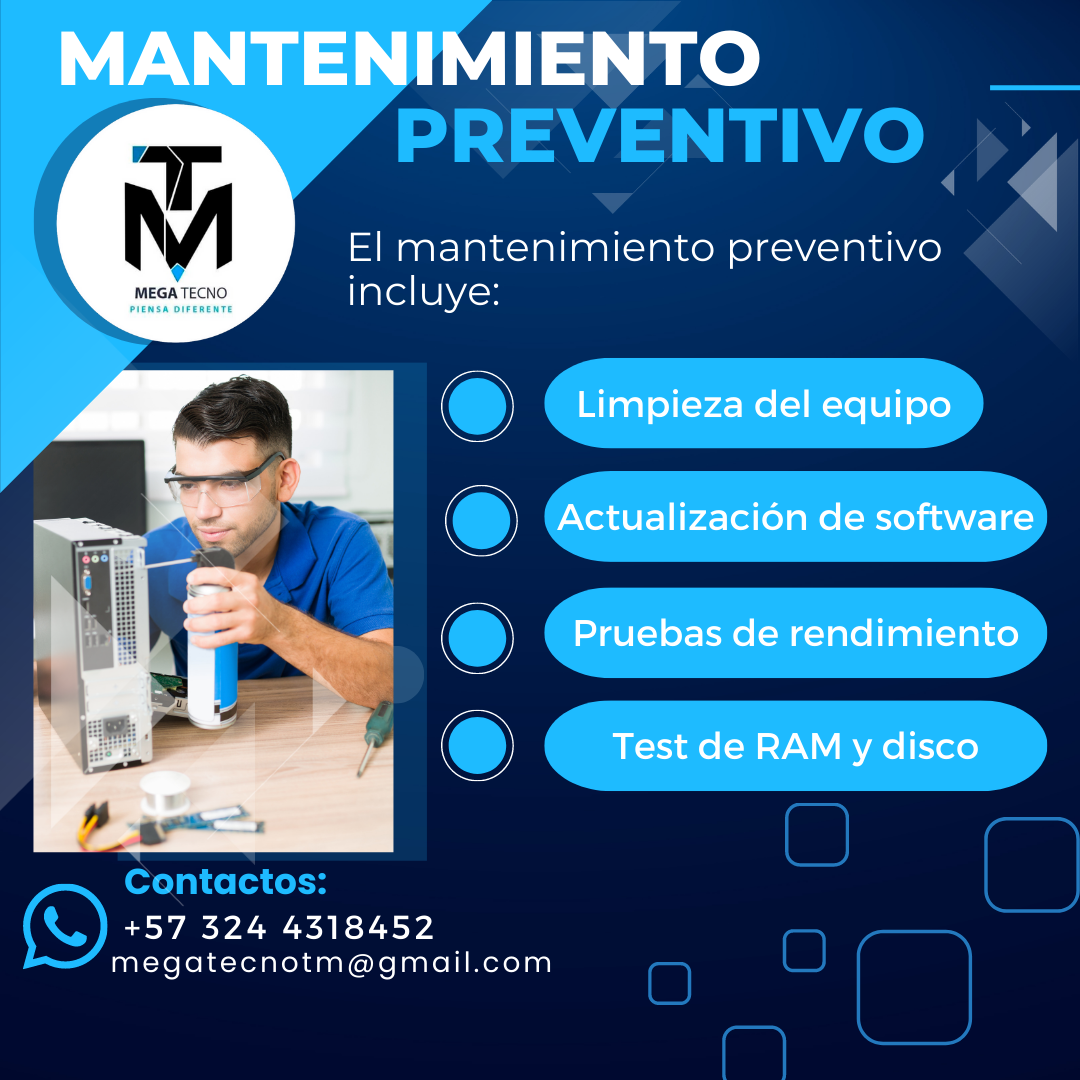 MANTENIMIENTO
PREVENTIVO
TM
MEGA TECNO
PIENSA DIFERENTE
El mantenimiento preventivo
incluye:
Limpieza del equipo
Actualización de software
Pruebas de rendimiento
Test de RAM y disco
Contactos:
+57 324 4318452
megatecnotm@gmail.com